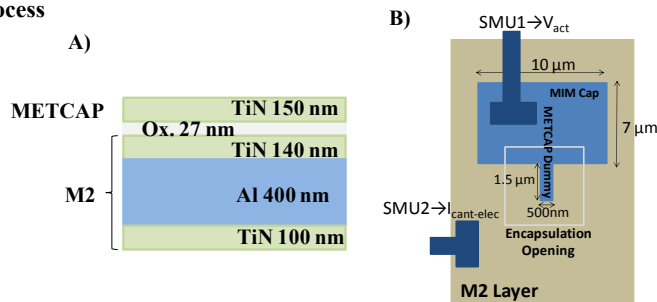 ocess
A)
METCAP
TiN 150 nm
Ox. 27 nm
TiN 140 nm
M2
Al 400 nm
TiN 100 nm
B)
SMU1→Vact
10 µm
MIM Cap
METCAP Dummy
7 µm
1.5 µm
500nm
SMU2→Icant-elec
Encapsulation
Opening
M2 Layer